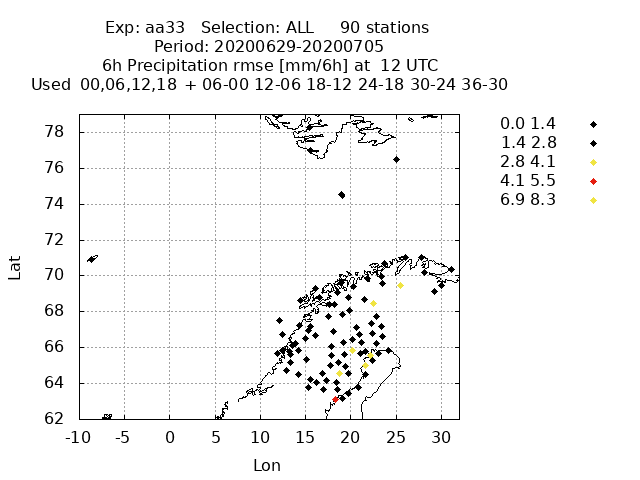 Exp: aa33   Selection: ALL     90 stations
Period: 20200629-20200705
6h Precipitation rmse [mm/6h] at  12 UTC
Used  00,06,12,18  + 06-00 12-06 18-12 24-18 30-24 36-30
0.0 1.4
1.4 2.8
2.8 4.1
4.1 5.5
6.9 8.3
78
76
74
72
70
68
66
64
62
Lat
-10 -5 0 5 10 15 20 25 30
Lon